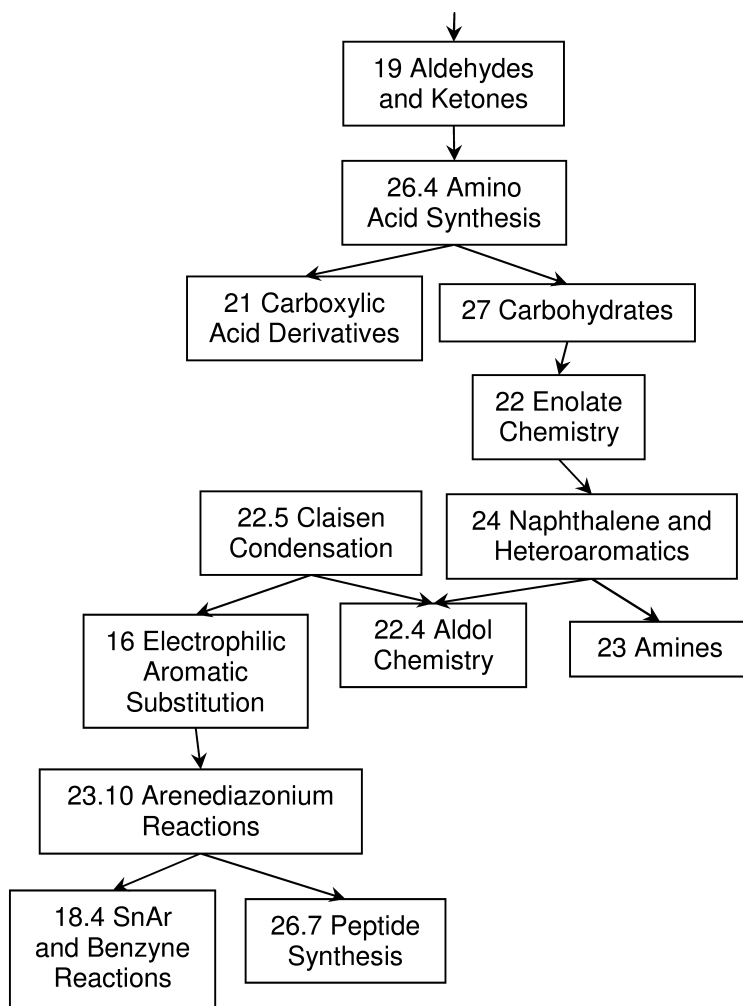 19 Aldehydes
and Ketones
26.4 Amino
Acid Synthesis
21 Carboxylic
Acid Derivatives
27 Carbohydrates
22 Enolate
Chemistry
22.5 Claisen
Condensation
24 Naphthalene and
Heteroaromatics
16 Electrophilic
Aromatic
Substitution
22.4 Aldol
Chemistry
23 Amines
23.10 Arenediazonium
Reactions
18.4 SnAr
and Benzyne
Reactions
26.7 Peptide
Synthesis